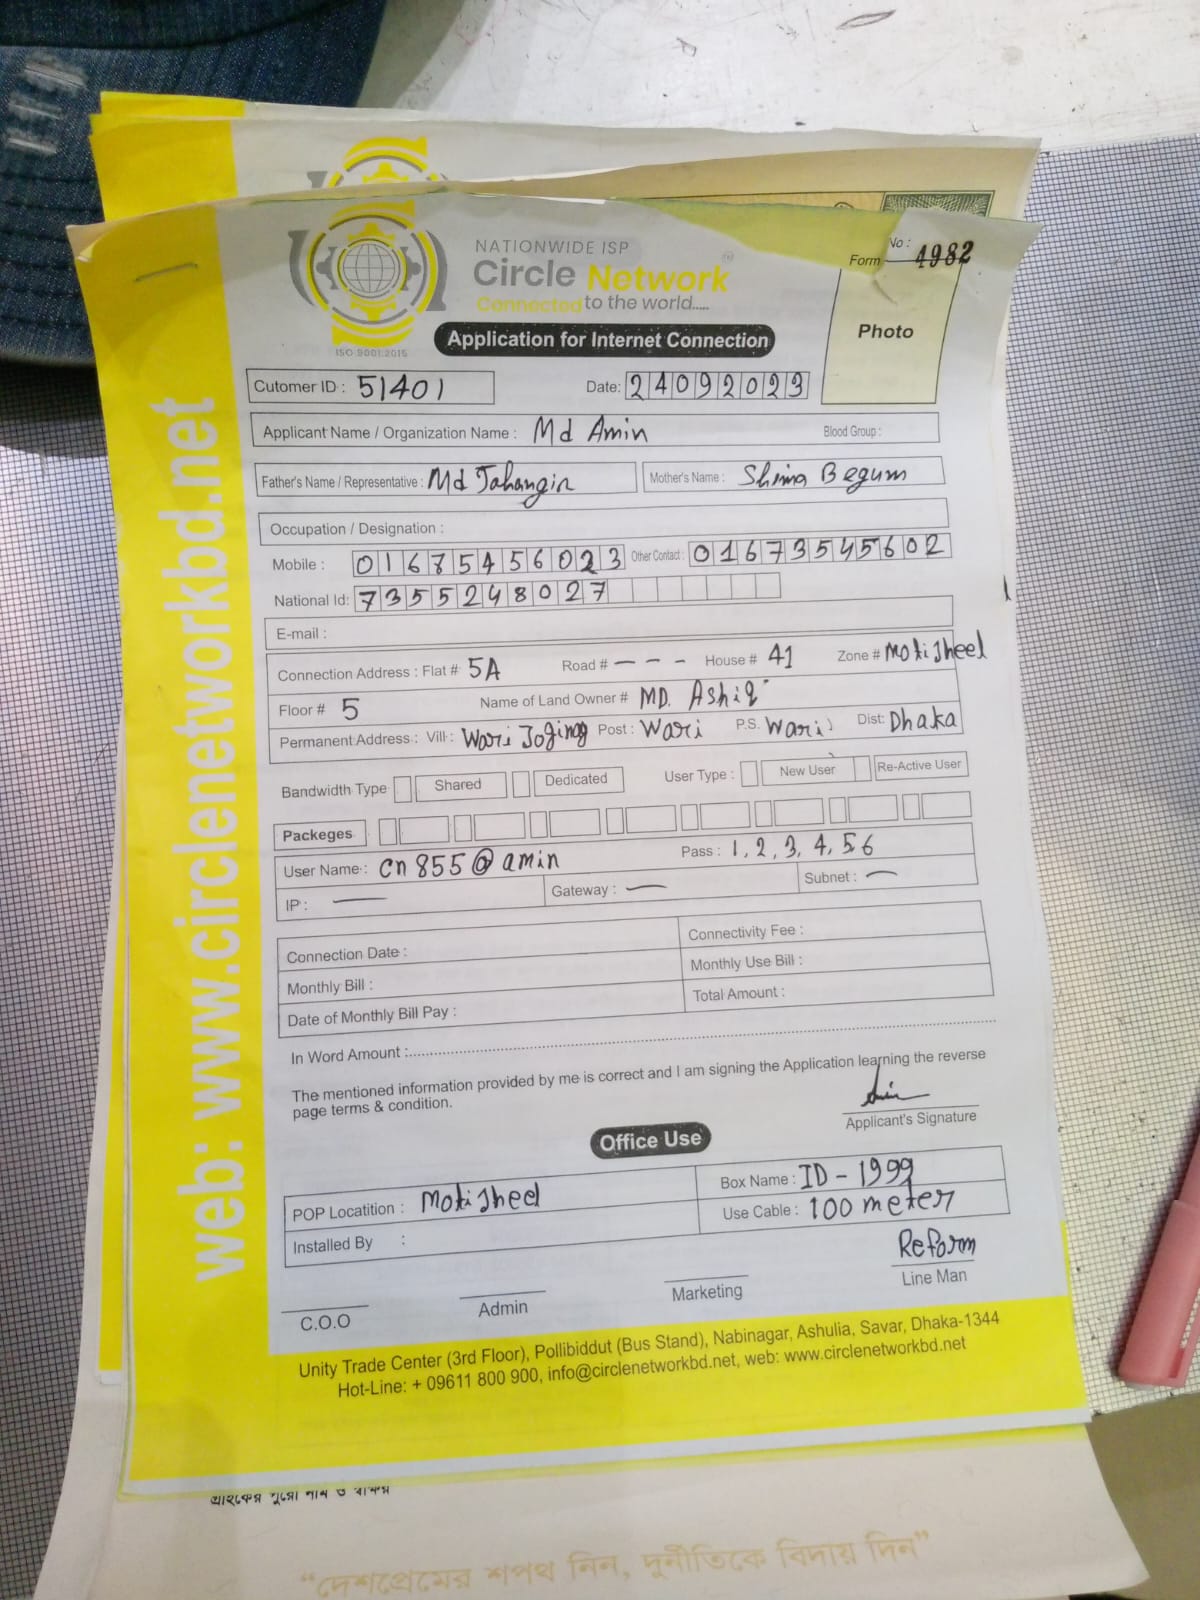 NATIONWIDE ISP
Circle Network
Connected to the world.....
ISO 9001:2015
Form No : 4982
Photo
Application for Internet Connection
Cutomer ID : 51401 Date: 24092023
Applicant Name / Organization Name : Md Amin Blood Group :
Father's Name / Representative : Md Jahangir Mother's Name : Shima Begum
Occupation / Designation :
Mobile : 01675456023 Other Contact : 01673545602
National Id: 7355248027
E-mail :
Connection Address : Flat # 5A Road # - - - House # 41 Zone # Motijheel
Floor # 5 Name of Land Owner # MD. Ashiq
Permanent Address : Vill : Wari Post : Wari P.S. Wari Dist: Dhaka
Bandwidth Type Shared Dedicated User Type : New User Re-Active User
Packeges
User Name : cn855@amin Pass : 1, 2, 3, 4, 5 6
IP : — Gateway : — Subnet : —
Connection Date : Connectivity Fee :
Monthly Bill : Monthly Use Bill :
Date of Monthly Bill Pay : Total Amount :
In Word Amount :
The mentioned information provided by me is correct and I am signing the Application learning the reverse
page terms & condition.
Applicant's Signature
Office Use
POP Locatition : Motijheel Box Name : ID - 1999
Installed By : Use Cable : 100 meter
Reform
C.O.O Admin Marketing Line Man
Unity Trade Center (3rd Floor), Pollibiddut (Bus Stand), Nabinagar, Ashulia, Savar, Dhaka-1344
Hot-Line: + 09611 800 900, info@circlenetworkbd.net, web: www.circlenetworkbd.net
web: www.circlenetworkbd.net
“দেশপ্রেমের শপথ নিন, দুর্নীতিকে বিদায় দিন”